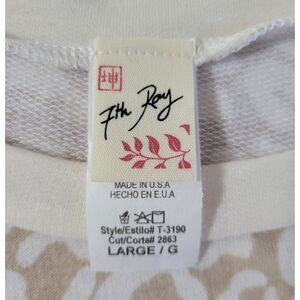 7th Ray
MADE IN U.S.A
HECHO EN E.U.A
Style/Estilo# T-3190
Cut/Corte# 2863
LARGE / G